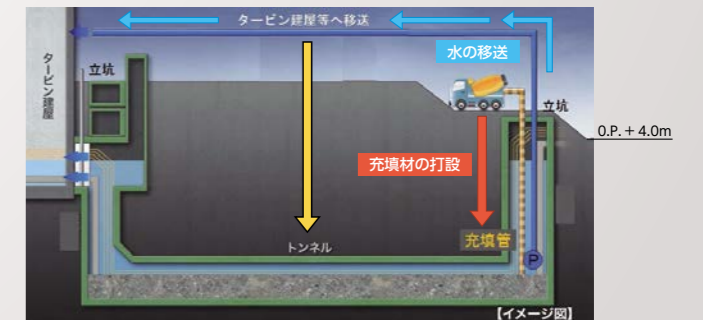 タービン建屋等へ移送
水の移送
タービン建屋
立坑
立坑
O.P.+4.0m
充填材の打設
充填管
トンネル
P
【イメージ図】